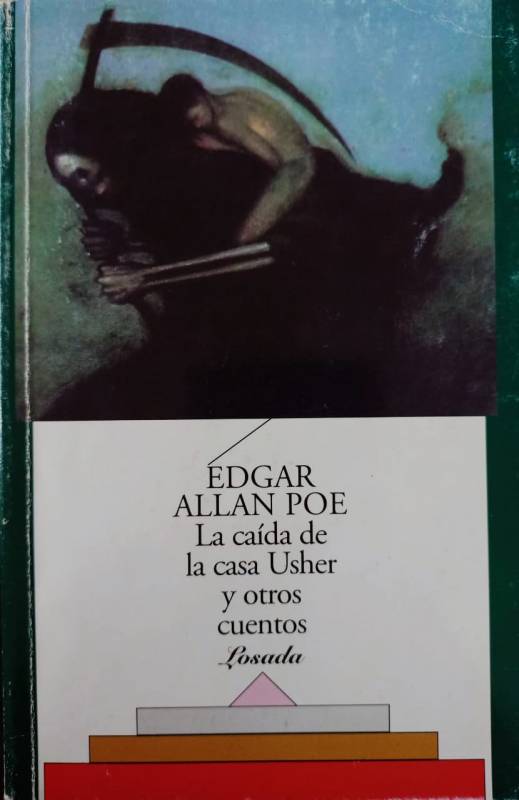 EDGAR
ALLAN POE
La caída de
la casa Usher
y otros
cuentos
Losada